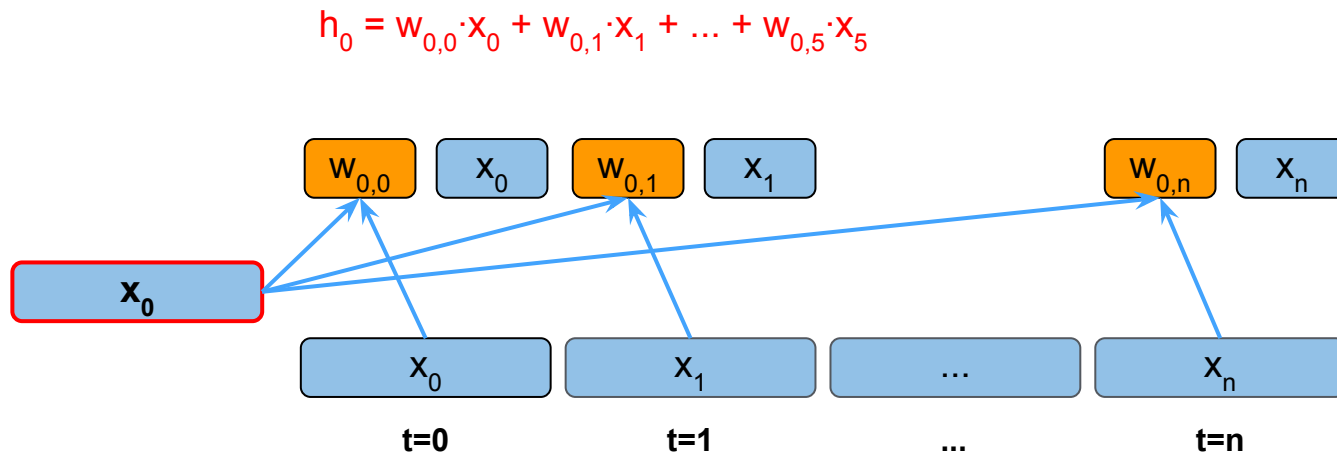 h₀ = w₀,₀·x₀ + w₀,₁·x₁ + ... + w₀,₅·x₅
w₀,₀ x₀ w₀,₁ x₁ w₀,ₙ xₙ
x₀
x₀ x₁ ... xₙ
t=0 t=1 ... t=n